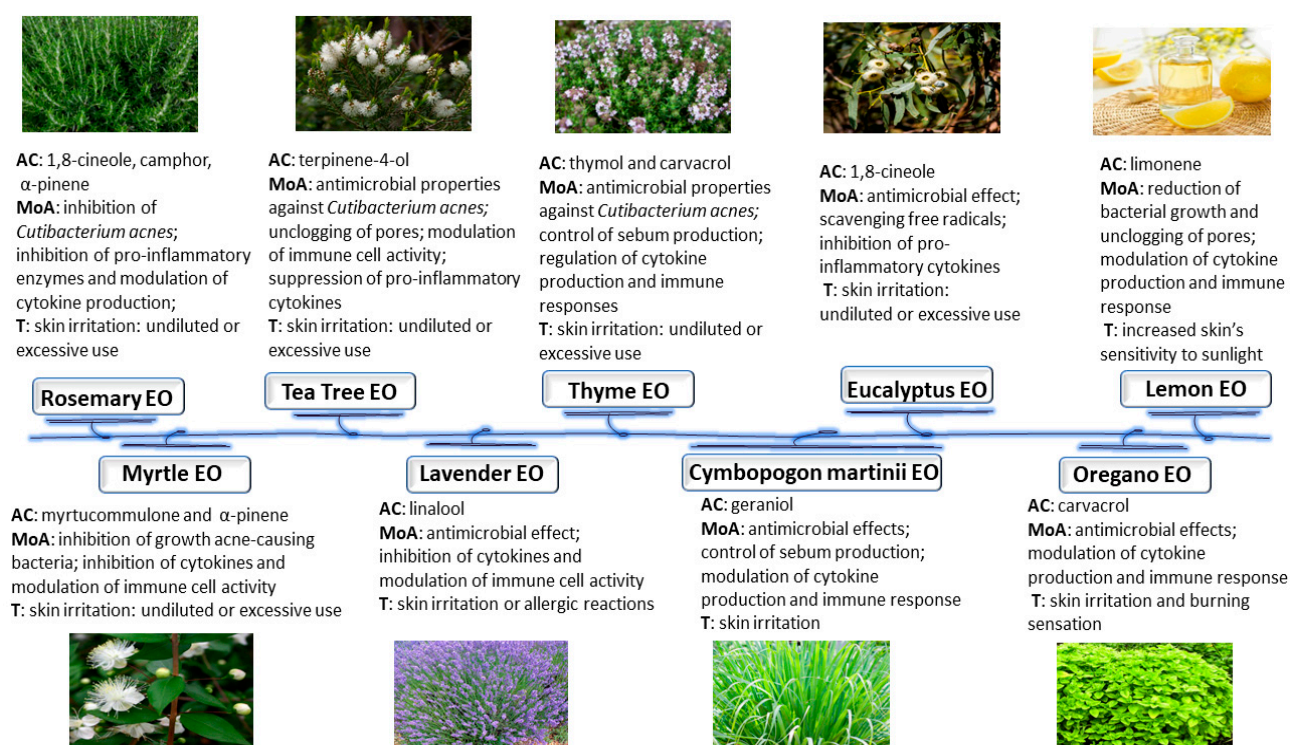 AC: 1,8-cineole, camphor,
α-pinene
MoA: inhibition of
Cutibacterium acnes;
inhibition of pro-inflammatory
enzymes and modulation of
cytokine production;
T: skin irritation: undiluted or
excessive use
Rosemary EO
AC: terpinene-4-ol
MoA: antimicrobial properties
against Cutibacterium acnes;
unclogging of pores; modulation
of immune cell activity;
suppression of pro-inflammatory
cytokines
T: skin irritation: undiluted or
excessive use
Tea Tree EO
AC: thymol and carvacrol
MoA: antimicrobial properties
against Cutibacterium acnes;
control of sebum production;
regulation of cytokine
production and immune
responses
T: skin irritation: undiluted or
excessive use
Thyme EO
AC: 1,8-cineole
MoA: antimicrobial effect;
scavenging free radicals;
inhibition of pro-
inflammatory cytokines
T: skin irritation:
undiluted or excessive use
Eucalyptus EO
AC: limonene
MoA: reduction of
bacterial growth and
unclogging of pores;
modulation of cytokine
production and immune
response
T: increased skin's
sensitivity to sunlight
Lemon EO
Myrtle EO
AC: myrtucommulone and α-pinene
MoA: inhibition of growth acne-causing
bacteria; inhibition of cytokines and
modulation of immune cell activity
T: skin irritation: undiluted or excessive use
Lavender EO
AC: linalool
MoA: antimicrobial effect;
inhibition of cytokines and
modulation of immune cell activity
T: skin irritation or allergic reactions
Cymbopogon martinii EO
AC: geraniol
MoA: antimicrobial effects;
control of sebum production;
modulation of cytokine
production and immune response
T: skin irritation
Oregano EO
AC: carvacrol
MoA: antimicrobial effects;
modulation of cytokine
production and immune response
T: skin irritation and burning
sensation